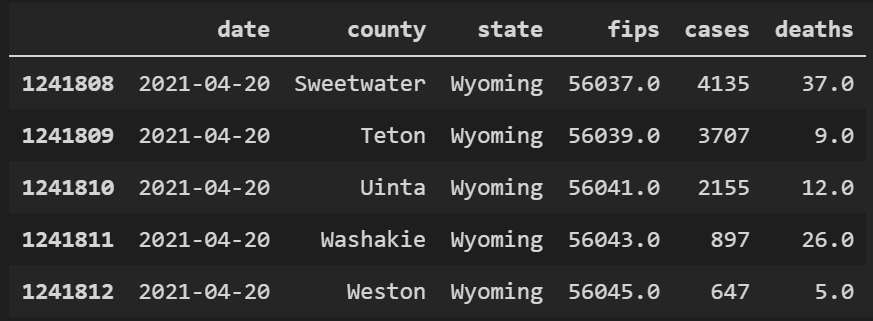 date county state fips cases deaths
1241808 2021-04-20 Sweetwater Wyoming 56037.0 4135 37.0
1241809 2021-04-20 Teton Wyoming 56039.0 3707 9.0
1241810 2021-04-20 Uinta Wyoming 56041.0 2155 12.0
1241811 2021-04-20 Washakie Wyoming 56043.0 897 26.0
1241812 2021-04-20 Weston Wyoming 56045.0 647 5.0